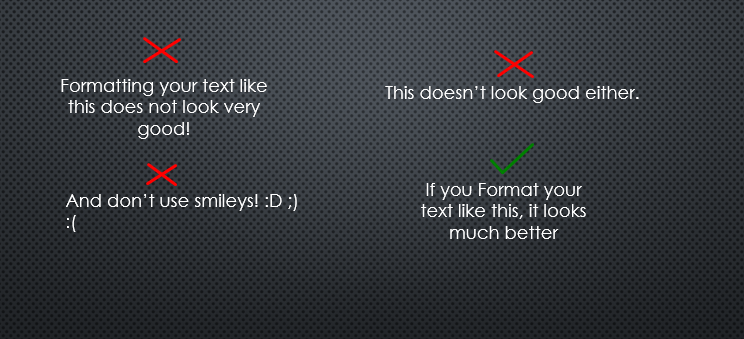 Formatting your text like
this does not look very
good!
This doesn't look good either.
And don't use smileys! :D ;)
:(
If you Format your
text like this, it looks
much better